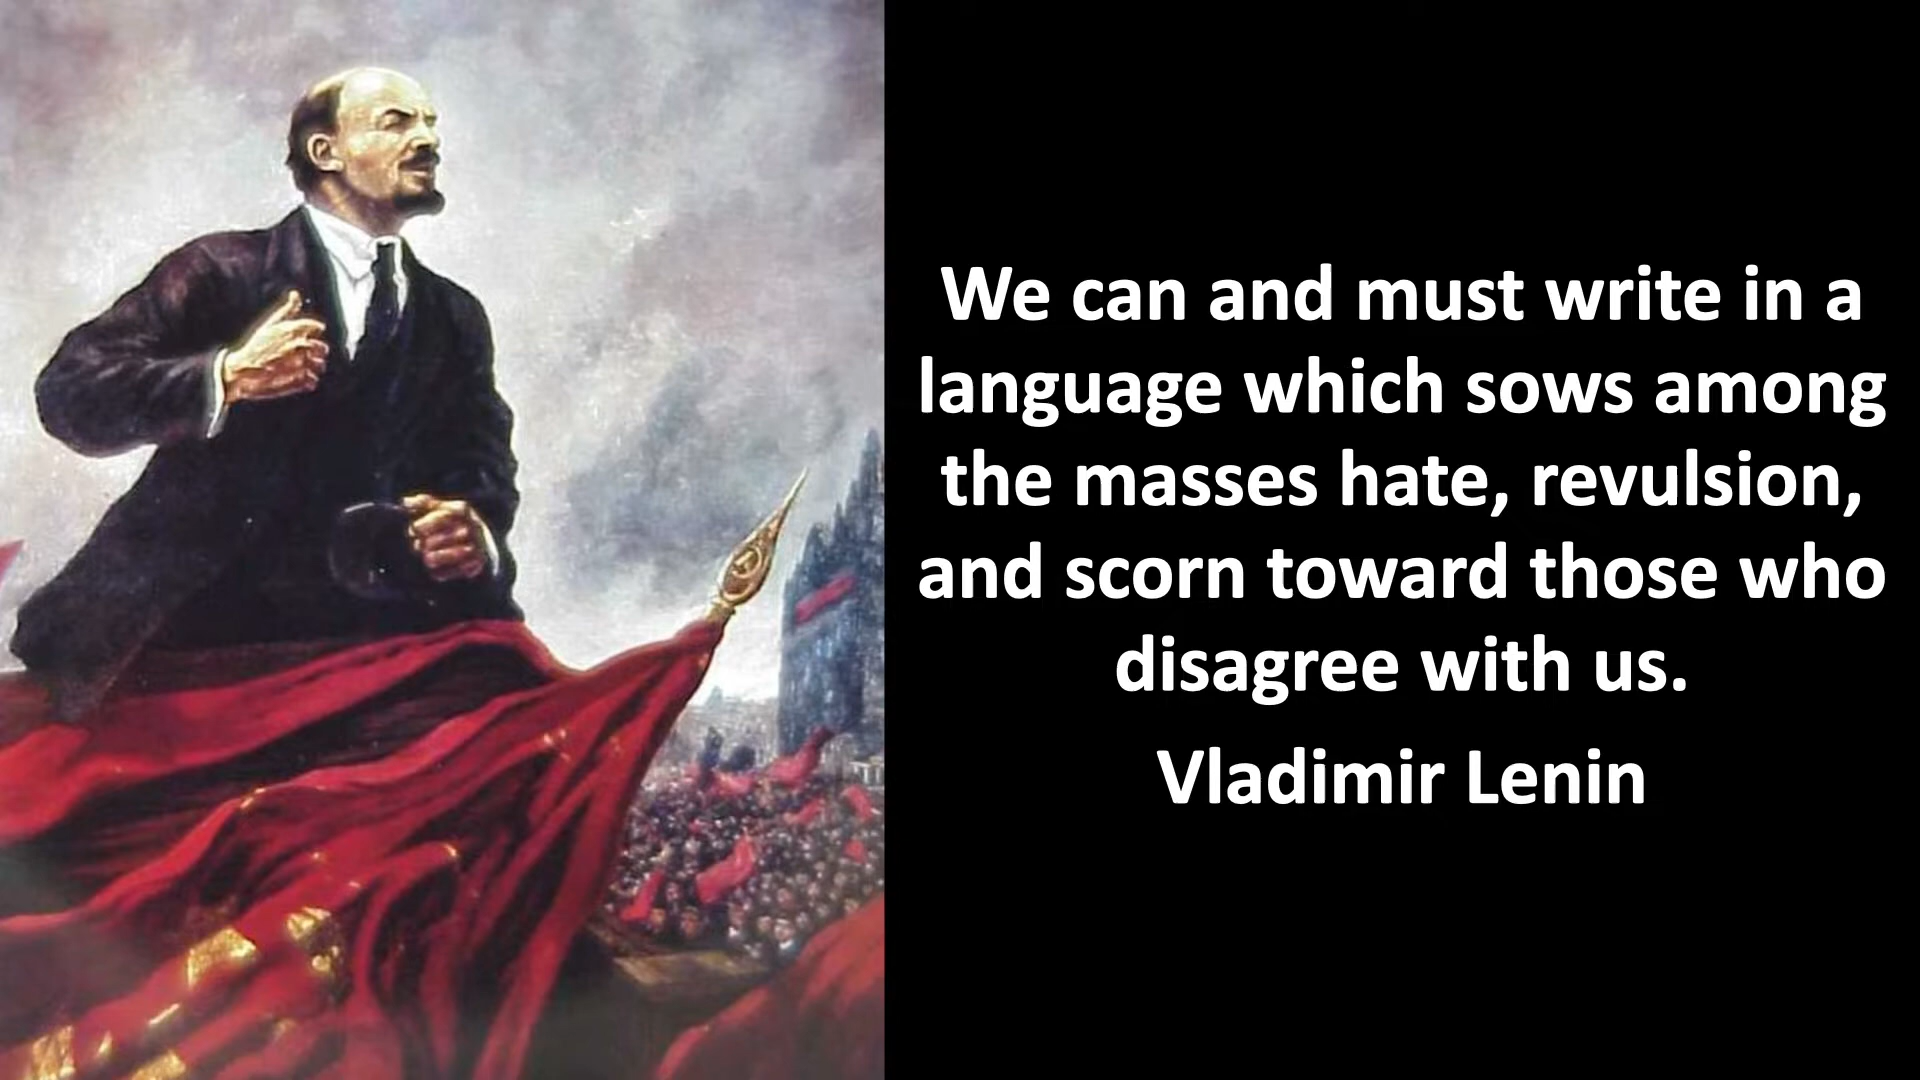 We can and must write in a
language which sows among
the masses hate, revulsion,
and scorn toward those who
disagree with us.
Vladimir Lenin